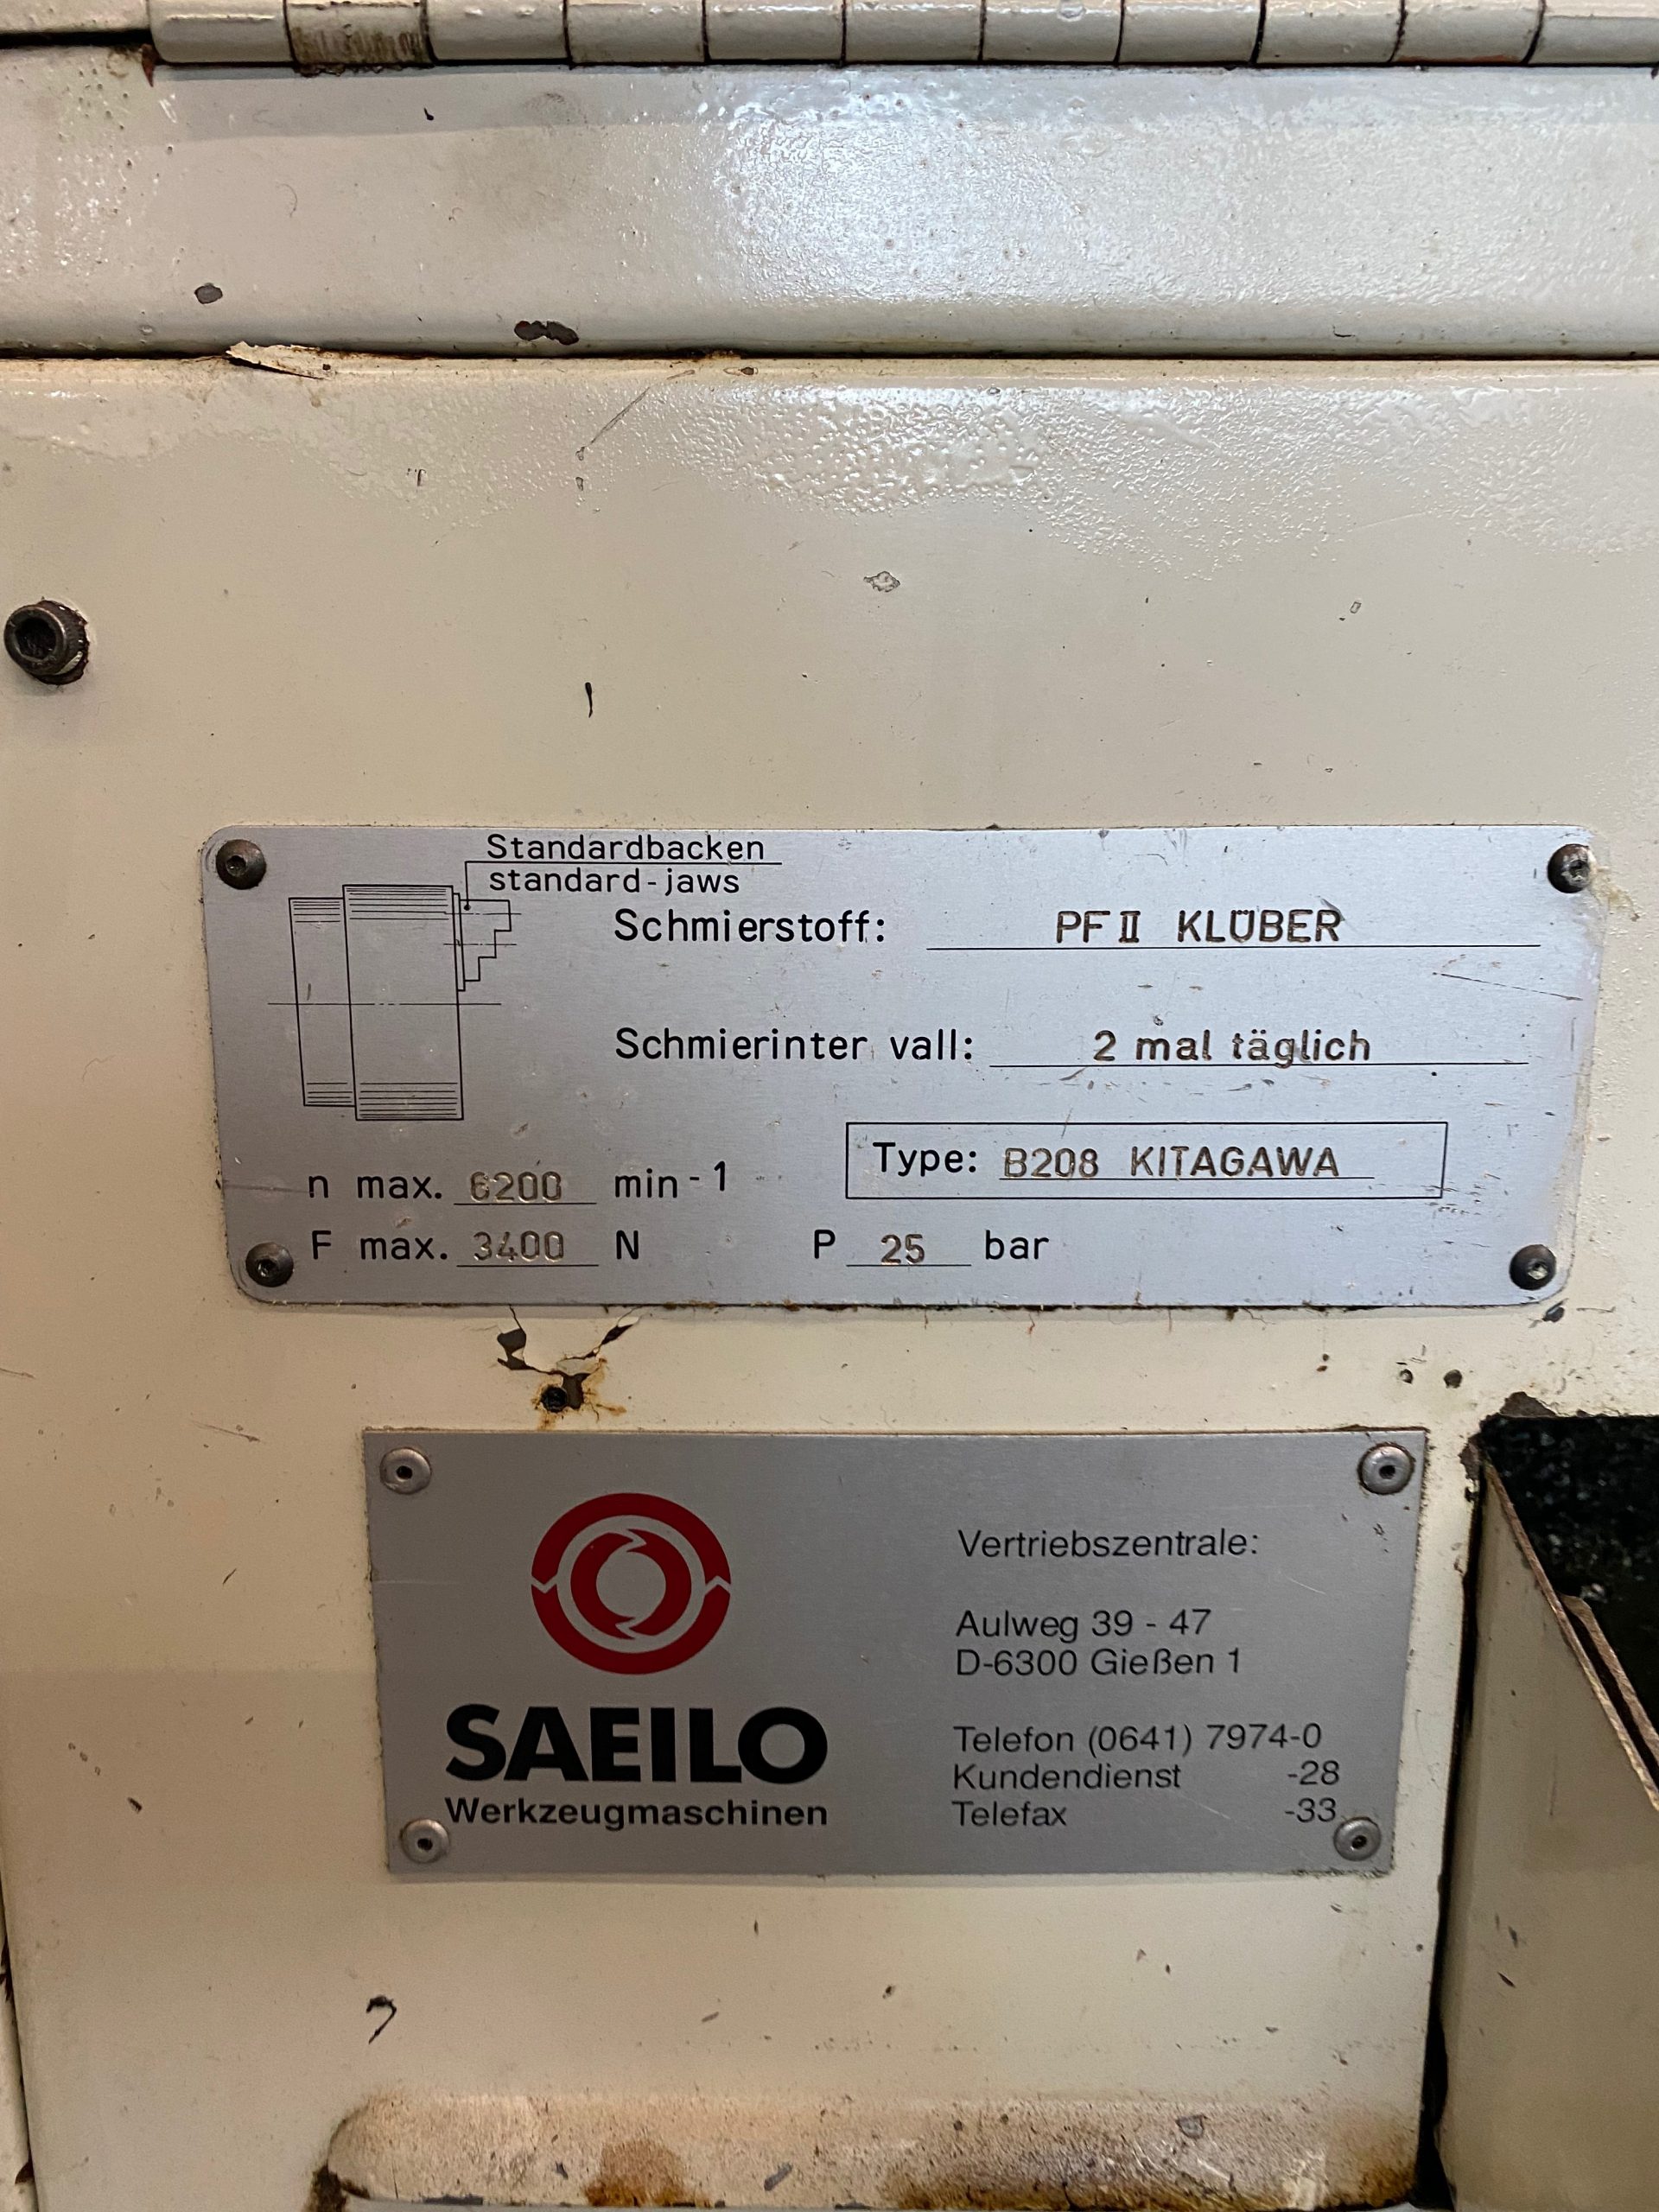 Standardbacken
standard-jaws
Schmierstoff: PF II KLÜBER
Schmierinter vall: 2 mal täglich
Type: B208 KITAGAWA
n max. 6200 min-1
F max. 3400 N P 25 bar
SAEILO
Werkzeugmaschinen
Vertriebszentrale:
Aulweg 39 - 47
D-6300 Gießen 1
Telefon (0641) 7974-0
Kundendienst -28
Telefax -33